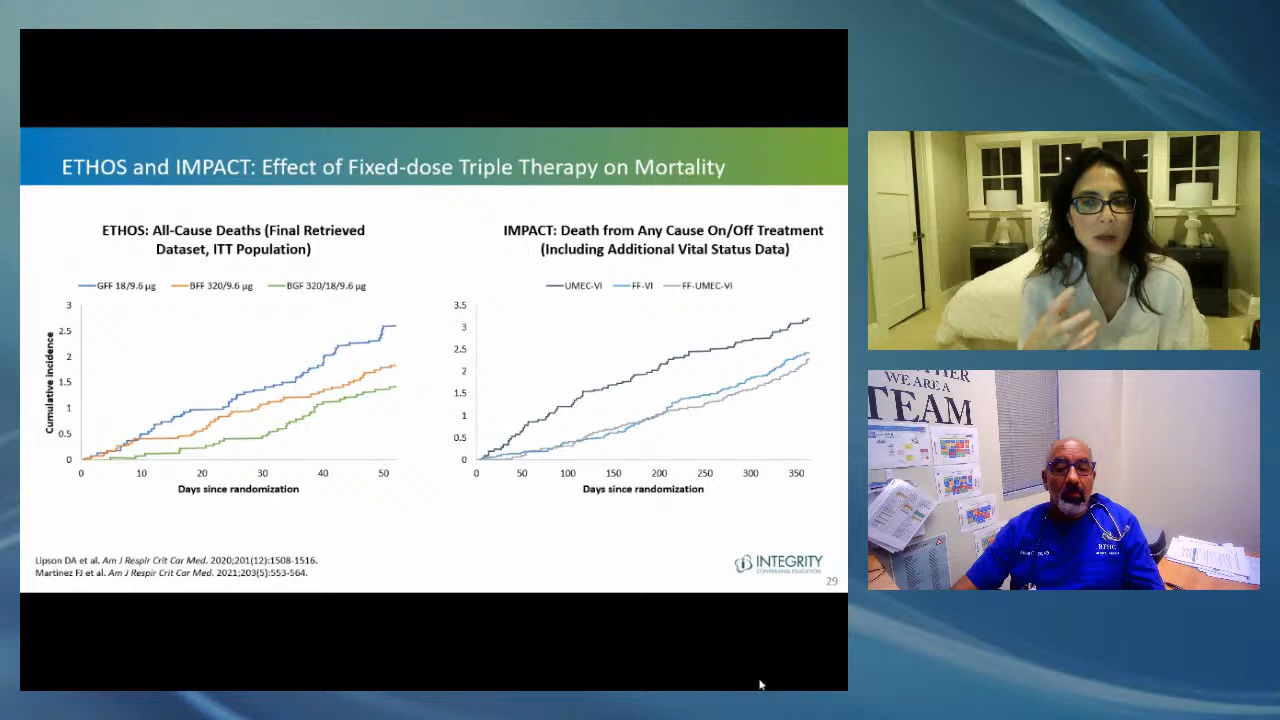 ETHOS and IMPACT: Effect of Fixed-dose Triple Therapy on Mortality
ETHOS: All-Cause Deaths (Final Retrieved
Dataset, ITT Population)
GFF 18/9.6 µg BFF 320/9.6 µg BGF 320/18/9.6 µg
3
2.5
2
1.5
1
0.5
0
Cumulative incidence
0 10 20 30 40 50
Days since randomization
IMPACT: Death from Any Cause On/Off Treatment
(Including Additional Vital Status Data)
UMEC-VI FF-VI FF-UMEC-VI
3.5
3
2.5
2
1.5
1
0.5
0
0 50 100 150 200 250 300 350
Days since randomization
Lipson DA et al. Am J Respir Crit Car Med. 2020;201(12):1508-1516.
Martinez FJ et al. Am J Respir Crit Car Med. 2021;203(5):553-564.
INTEGRITY
CONTINUING EDUCATION
29
WE ARE A
TEAM
BPHC